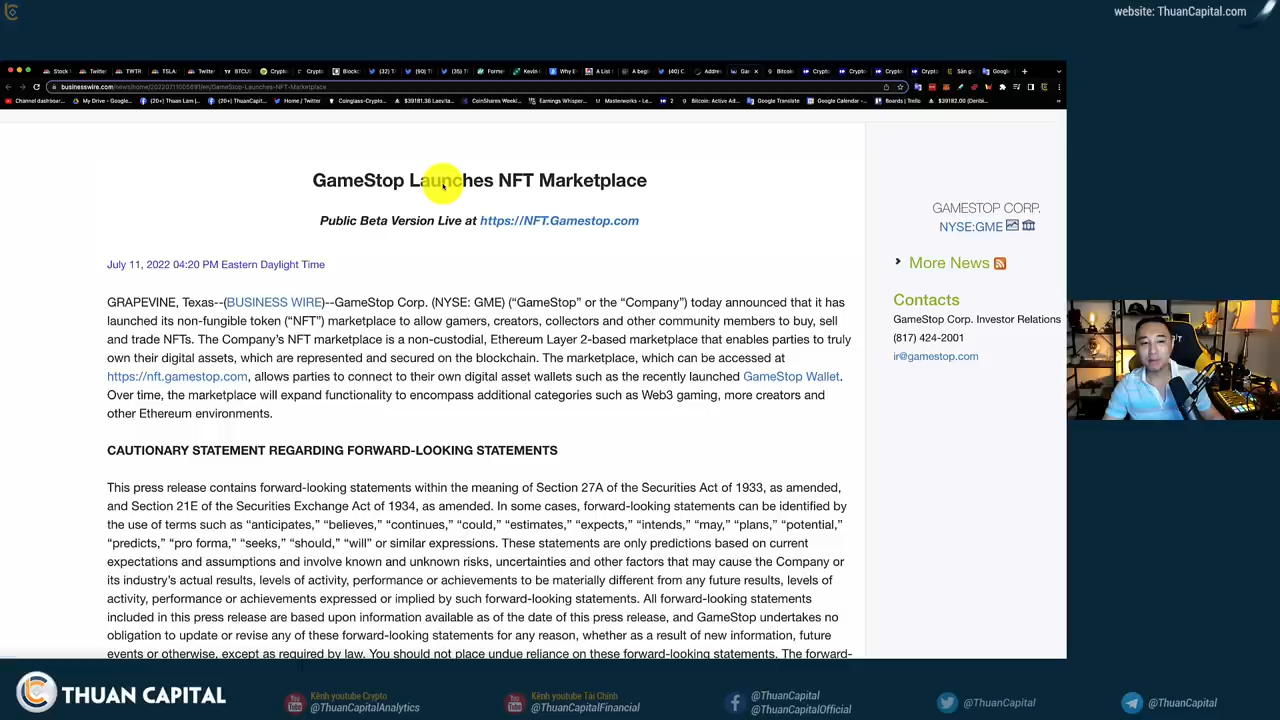 website: ThuanCapital.com
businesswire.com/news/home/20220711005691/en/GameStop-Launches-NFT-Marketplace
GameStop Launches NFT Marketplace
Public Beta Version Live at https://NFT.Gamestop.com
July 11, 2022 04:20 PM Eastern Daylight Time
GRAPEVINE, Texas--(BUSINESS WIRE)--GameStop Corp. (NYSE: GME) (“GameStop” or the “Company”) today announced that it has
launched its non-fungible token (“NFT”) marketplace to allow gamers, creators, collectors and other community members to buy, sell
and trade NFTs. The Company’s NFT marketplace is a non-custodial, Ethereum Layer 2-based marketplace that enables parties to truly
own their digital assets, which are represented and secured on the blockchain. The marketplace, which can be accessed at
https://nft.gamestop.com, allows parties to connect to their own digital asset wallets such as the recently launched GameStop Wallet.
Over time, the marketplace will expand functionality to encompass additional categories such as Web3 gaming, more creators and
other Ethereum environments.
CAUTIONARY STATEMENT REGARDING FORWARD-LOOKING STATEMENTS
This press release contains forward-looking statements within the meaning of Section 27A of the Securities Act of 1933, as amended,
and Section 21E of the Securities Exchange Act of 1934, as amended. In some cases, forward-looking statements can be identified by
the use of terms such as “anticipates,” “believes,” “continues,” “could,” “estimates,” “expects,” “intends,” “may,” “plans,” “potential,”
“predicts,” “pro forma,” “seeks,” “should,” “will” or similar expressions. These statements are only predictions based on current
expectations and assumptions and involve known and unknown risks, uncertainties and other factors that may cause the Company or
its industry’s actual results, levels of activity, performance or achievements to be materially different from any future results, levels of
activity, performance or achievements expressed or implied by such forward-looking statements. All forward-looking statements
included in this press release are based upon information available as of the date of this press release, and GameStop undertakes no
obligation to update or revise any of these forward-looking statements for any reason, whether as a result of new information, future
events or otherwise, except as required by law. You should not place undue reliance on these forward-looking statements. The forward-
GAMESTOP CORP.
NYSE:GME
More News
Contacts
GameStop Corp. Investor Relations
(817) 424-2001
ir@gamestop.com
THUAN CAPITAL
Kênh youtube Crypto
@ThuanCapitalAnalytics
Kênh youtube Tài Chính
@ThuanCapitalFinancial
@ThuanCapital
@ThuanCapitalOfficial
@ThuanCapital
@ThuanCapital